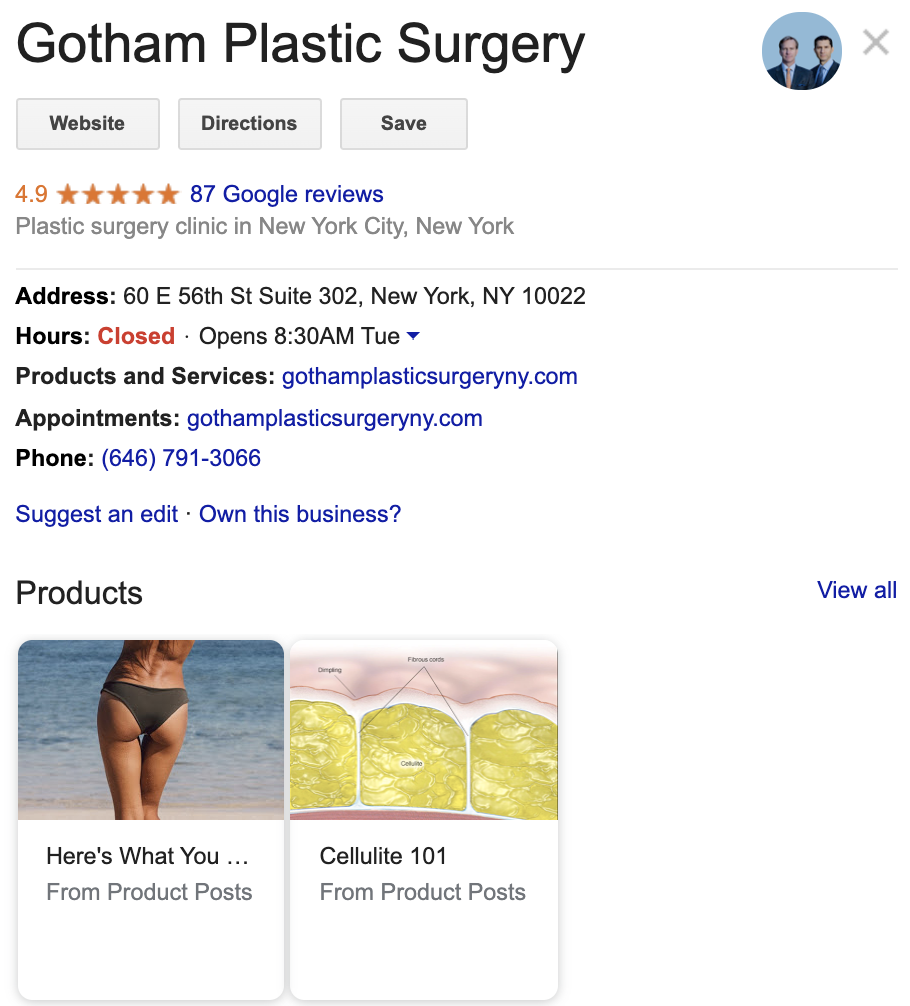 Gotham Plastic Surgery
Website Directions Save
4.9 87 Google reviews
Plastic surgery clinic in New York City, New York
Address: 60 E 56th St Suite 302, New York, NY 10022
Hours: Closed · Opens 8:30AM Tue
Products and Services: gothamplasticsurgeryny.com
Appointments: gothamplasticsurgeryny.com
Phone: (646) 791-3066
Suggest an edit · Own this business?
Products View all
Fibrous cords
Dimpling
Cellulite
Here's What You ... Cellulite 101
From Product Posts From Product Posts